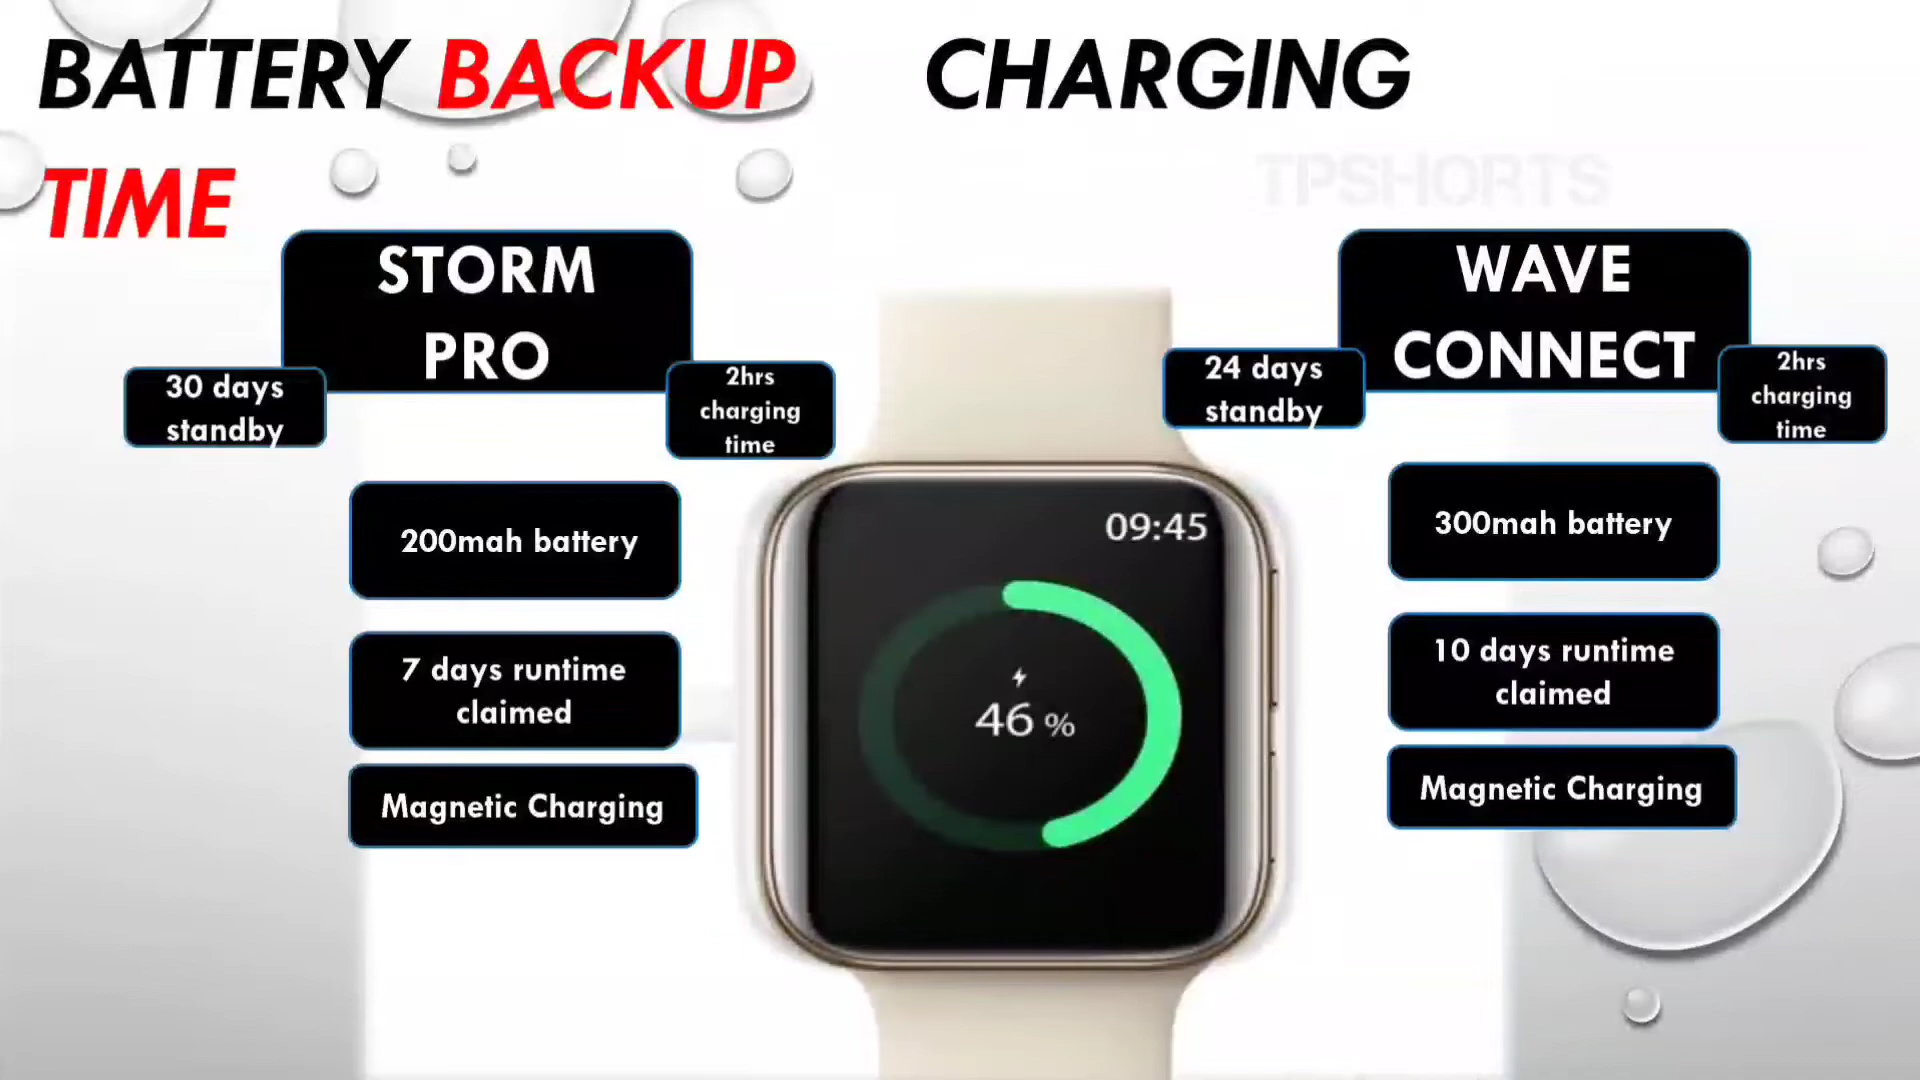 BATTERY BACKUP CHARGING
TIME
TPSHORTS
STORM
PRO
30 days
standby
2hrs
charging
time
200mah battery
7 days runtime
claimed
Magnetic Charging
09:45
46 %
WAVE
CONNECT
24 days
standby
2hrs
charging
time
300mah battery
10 days runtime
claimed
Magnetic Charging